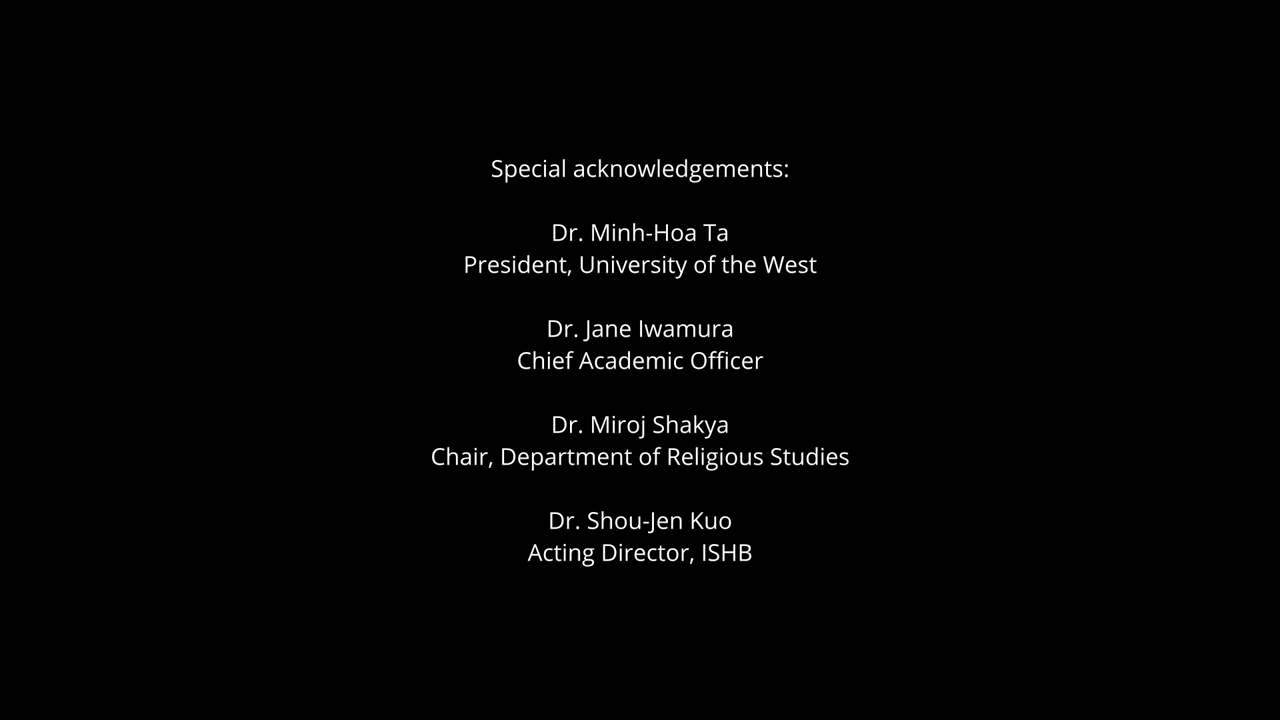 Special acknowledgements:
Dr. Minh-Hoa Ta
President, University of the West
Dr. Jane Iwamura
Chief Academic Officer
Dr. Miroj Shakya
Chair, Department of Religious Studies
Dr. Shou-Jen Kuo
Acting Director, ISHB